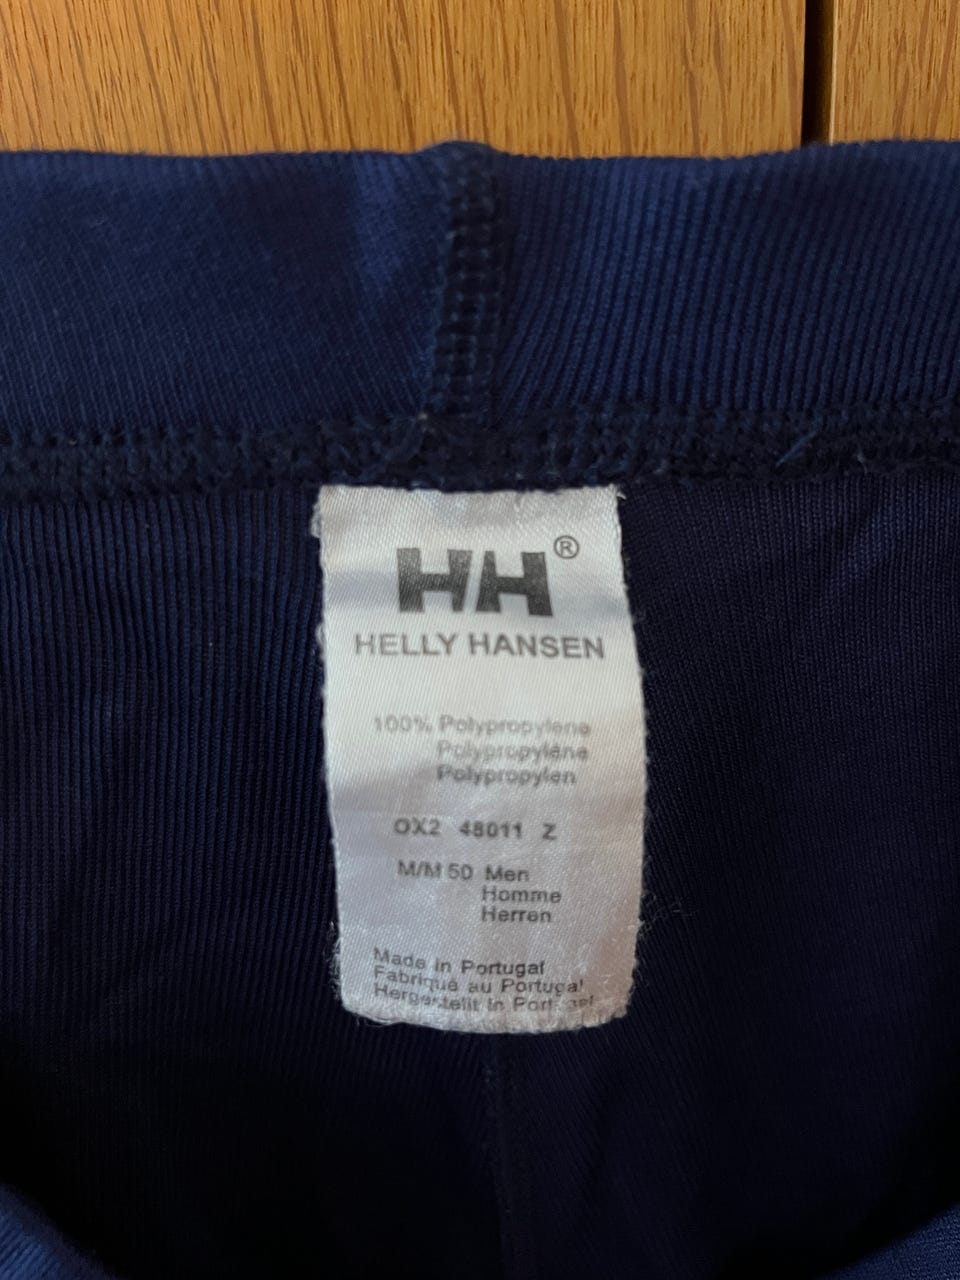 HH®
HELLY HANSEN
100% Polypropylene
Polypropylène
Polypropylen
OX2 48011 Z
M/M 50 Men
Homme
Herren
Made in Portugal
Fabriqué au Portugal
Hergestellt in Portugal